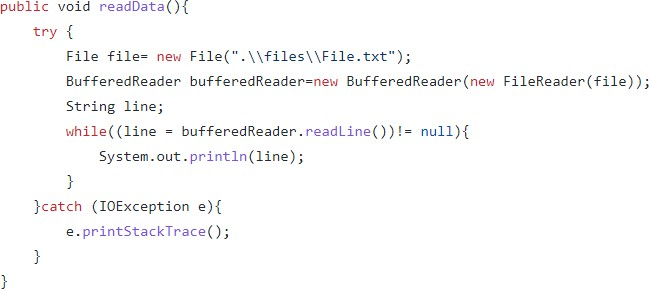 public void readData(){
    try {
        File file= new File(".\\files\\File.txt");
        BufferedReader bufferedReader=new BufferedReader(new FileReader(file));
        String line;
        while((line = bufferedReader.readLine())!= null){
            System.out.println(line);
        }
    }catch (IOException e){
        e.printStackTrace();
    }
}